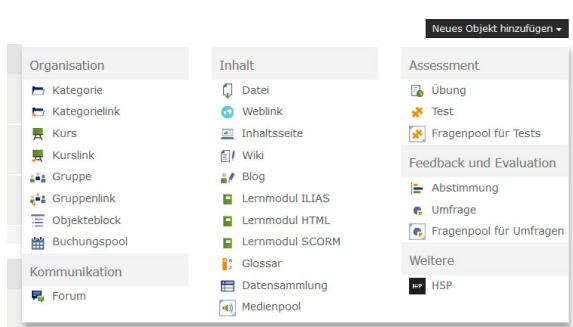 Neues Objekt hinzufügen
Organisation
Kategorie
Kategorielink
Kurs
Kurslink
Gruppe
Gruppenlink
Objekteblock
Buchungspool
Kommunikation
Forum
Inhalt
Datei
Weblink
Inhaltsseite
Wiki
Blog
Lernmodul ILIAS
Lernmodul HTML
Lernmodul SCORM
Glossar
Datensammlung
Medienpool
Assessment
Übung
Test
Fragenpool für Tests
Feedback und Evaluation
Abstimmung
Umfrage
Fragenpool für Umfragen
Weitere
HSP